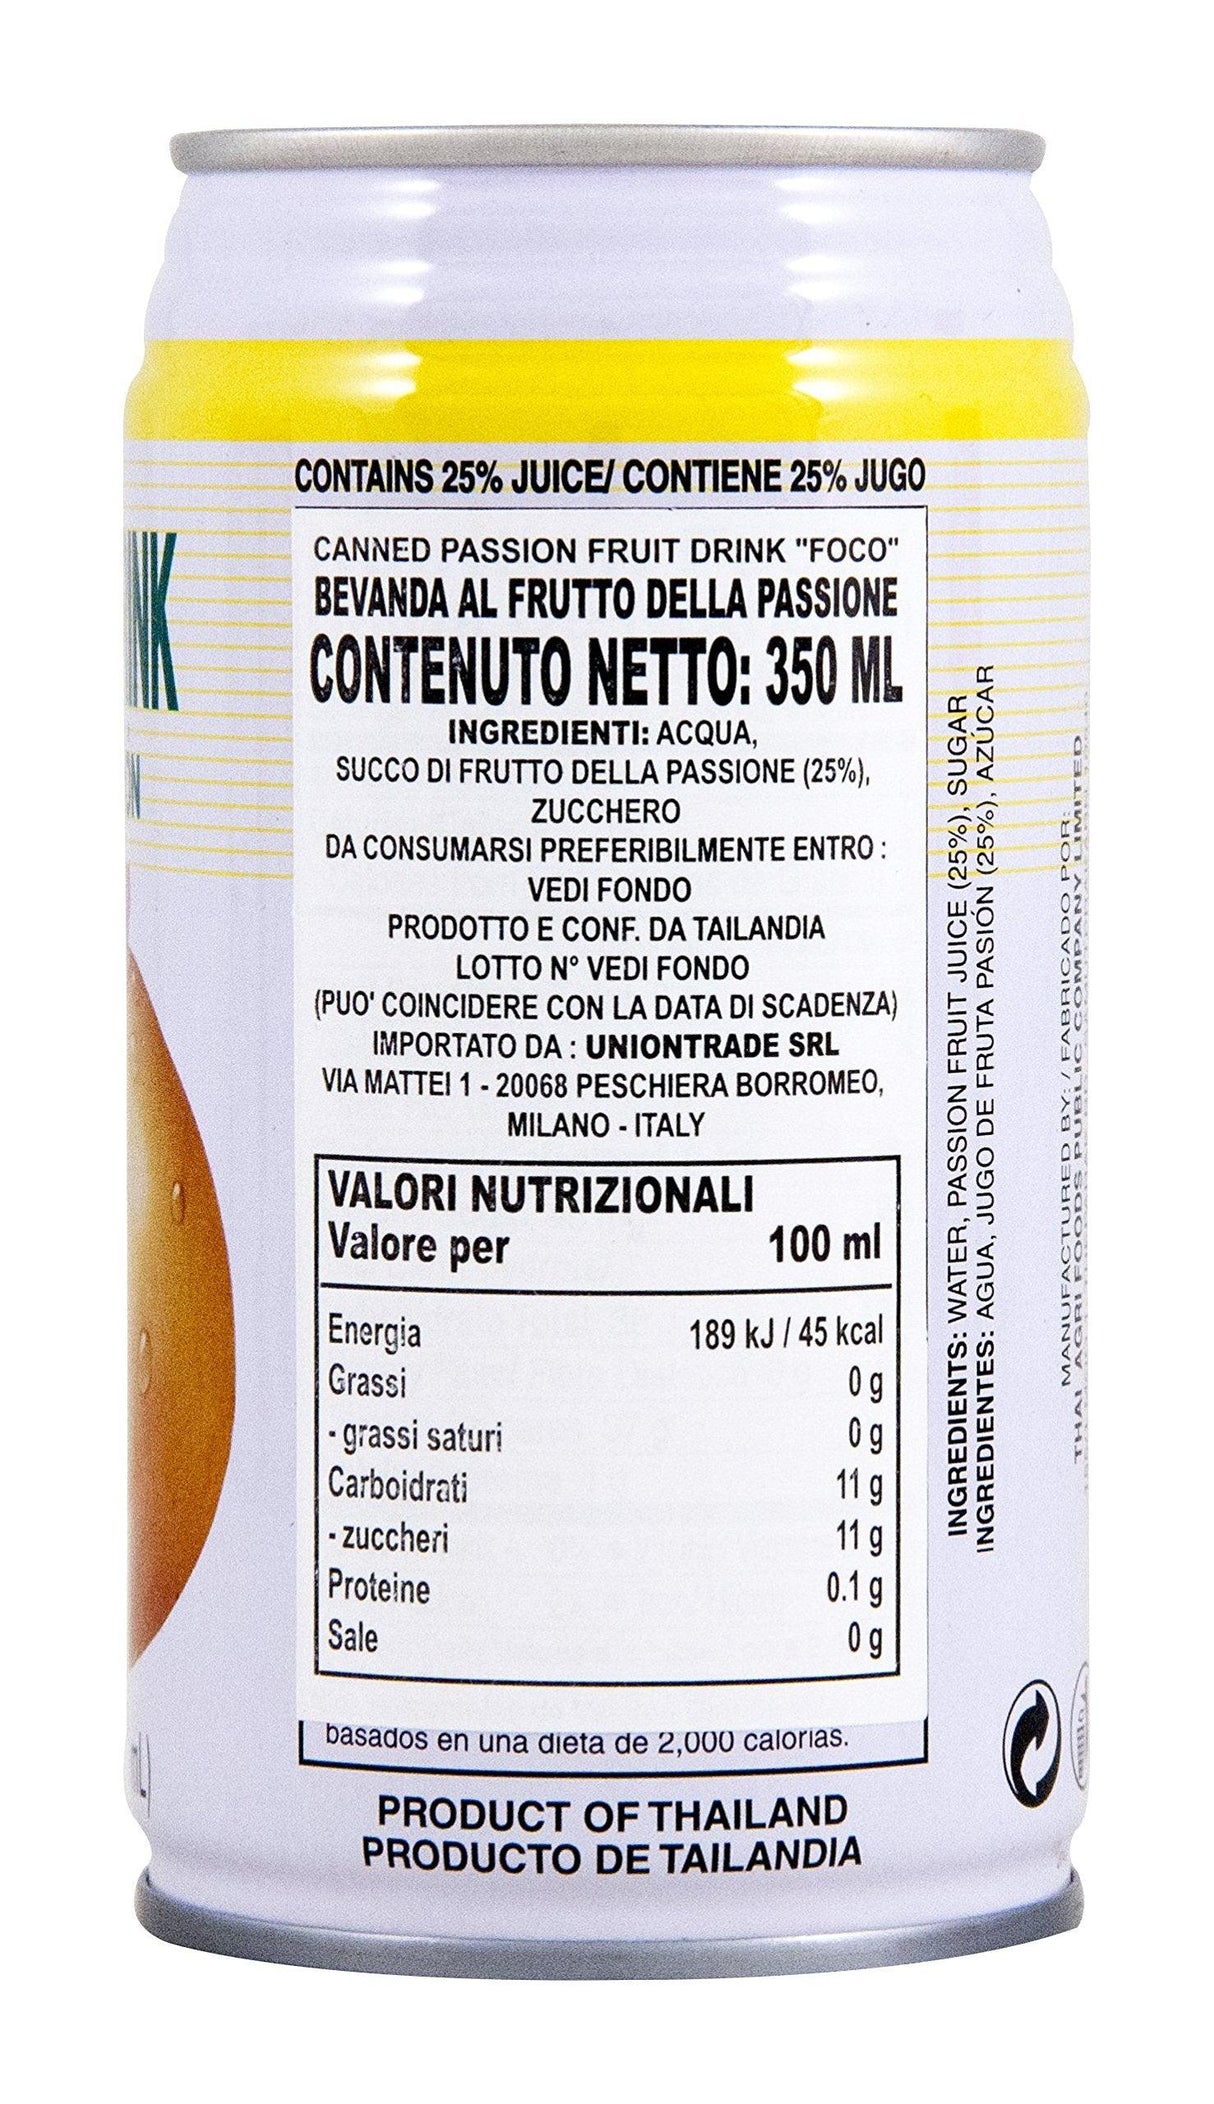 CONTAINS 25% JUICE/ CONTIENE 25% JUGO
CANNED PASSION FRUIT DRINK "FOCO"
BEVANDA AL FRUTTO DELLA PASSIONE
CONTENUTO NETTO: 350 ML
INGREDIENTI: ACQUA,
SUCCO DI FRUTTO DELLA PASSIONE (25%),
ZUCCHERO
DA CONSUMARSI PREFERIBILMENTE ENTRO :
VEDI FONDO
PRODOTTO E CONF. DA TAILANDIA
LOTTO N° VEDI FONDO
(PUO' COINCIDERE CON LA DATA DI SCADENZA)
IMPORTATO DA : UNIONTRADE SRL
VIA MATTEI 1 - 20068 PESCHIERA BORROMEO,
MILANO - ITALY
VALORI NUTRIZIONALI
Valore per 100 ml
Energia 189 kJ / 45 kcal
Grassi 0 g
- grassi saturi 0 g
Carboidrati 11 g
- zuccheri 11 g
Proteine 0.1 g
Sale 0 g
basados en una dieta de 2,000 calorías.
PRODUCT OF THAILAND
PRODUCTO DE TAILANDIA
INGREDIENTS: WATER, PASSION FRUIT JUICE (25%), SUGAR
INGREDIENTES: AGUA, JUGO DE FRUTA PASIÓN (25%), AZÚCAR
MANUFACTURED BY: / FABRICADO POR:
THAI AGRI FOODS PUBLIC COMPANY LIMITED